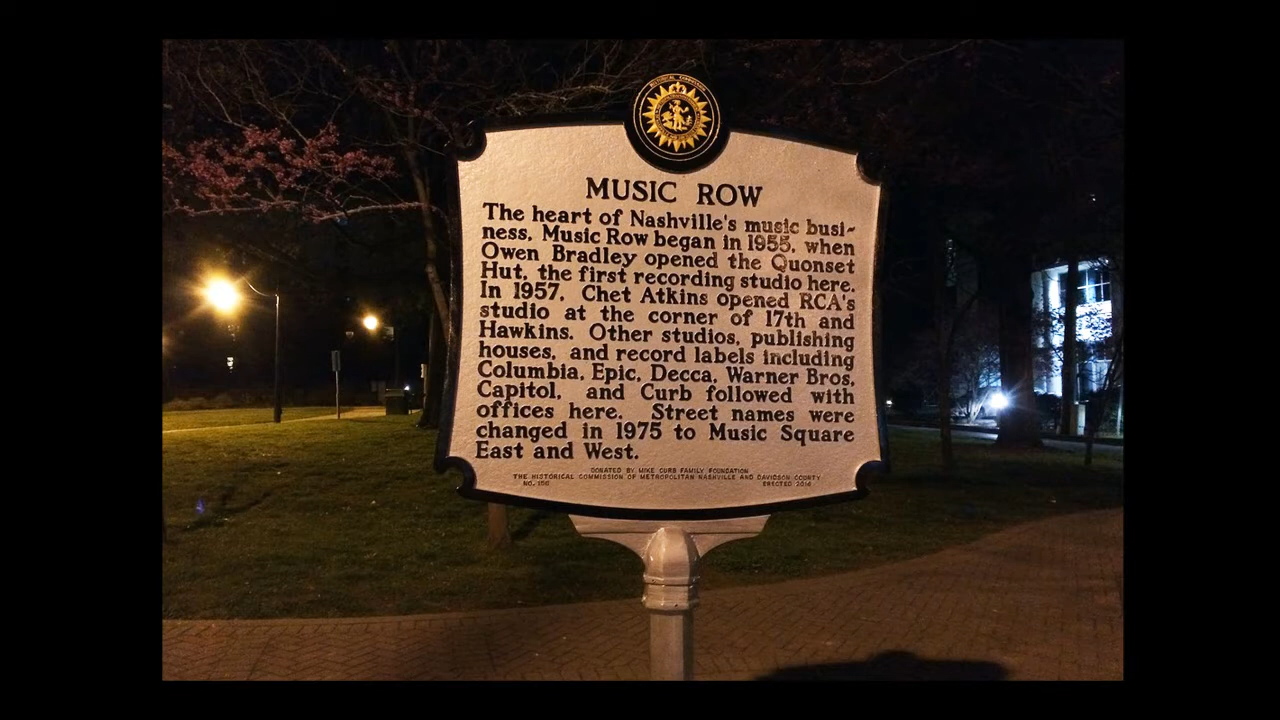 MUSIC ROW
The heart of Nashville's music busi-
ness, Music Row began in 1955, when
Owen Bradley opened the Quonset
Hut, the first recording studio here.
In 1957, Chet Atkins opened RCA's
studio at the corner of 17th and
Hawkins. Other studios, publishing
houses, and record labels including
Columbia, Epic, Decca, Warner Bros,
Capitol, and Curb followed with
offices here. Street names were
changed in 1975 to Music Square
East and West.
DONATED BY MIKE CURB FAMILY FOUNDATION
THE HISTORICAL COMMISSION OF METROPOLITAN NASHVILLE AND DAVIDSON COUNTY
ERECTED 2014